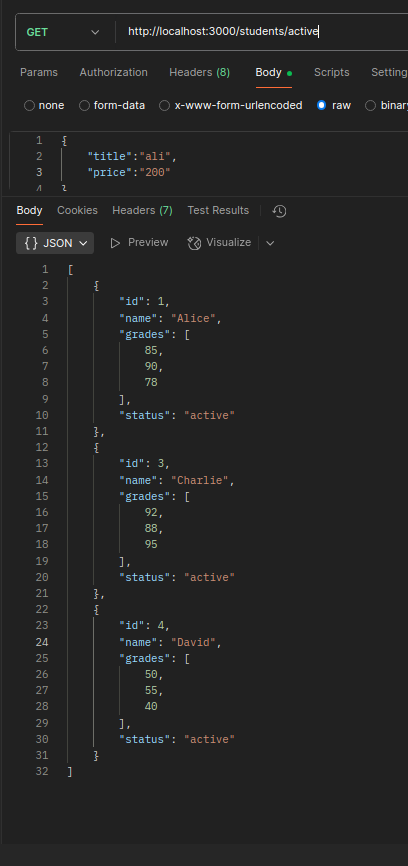 GET http://localhost:3000/students/active
Params Authorization Headers (8) Body Scripts Setting
none form-data x-www-form-urlencoded raw binary
1 {
2 "title":"ali",
3 "price":"200"
4 }
Body Cookies Headers (7) Test Results
{} JSON Preview Visualize
1 [
2 {
3 "id": 1,
4 "name": "Alice",
5 "grades": [
6 85,
7 90,
8 78
9 ],
10 "status": "active"
11 },
12 {
13 "id": 3,
14 "name": "Charlie",
15 "grades": [
16 92,
17 88,
18 95
19 ],
20 "status": "active"
21 },
22 {
23 "id": 4,
24 "name": "David",
25 "grades": [
26 50,
27 55,
28 40
29 ],
30 "status": "active"
31 }
32 ]